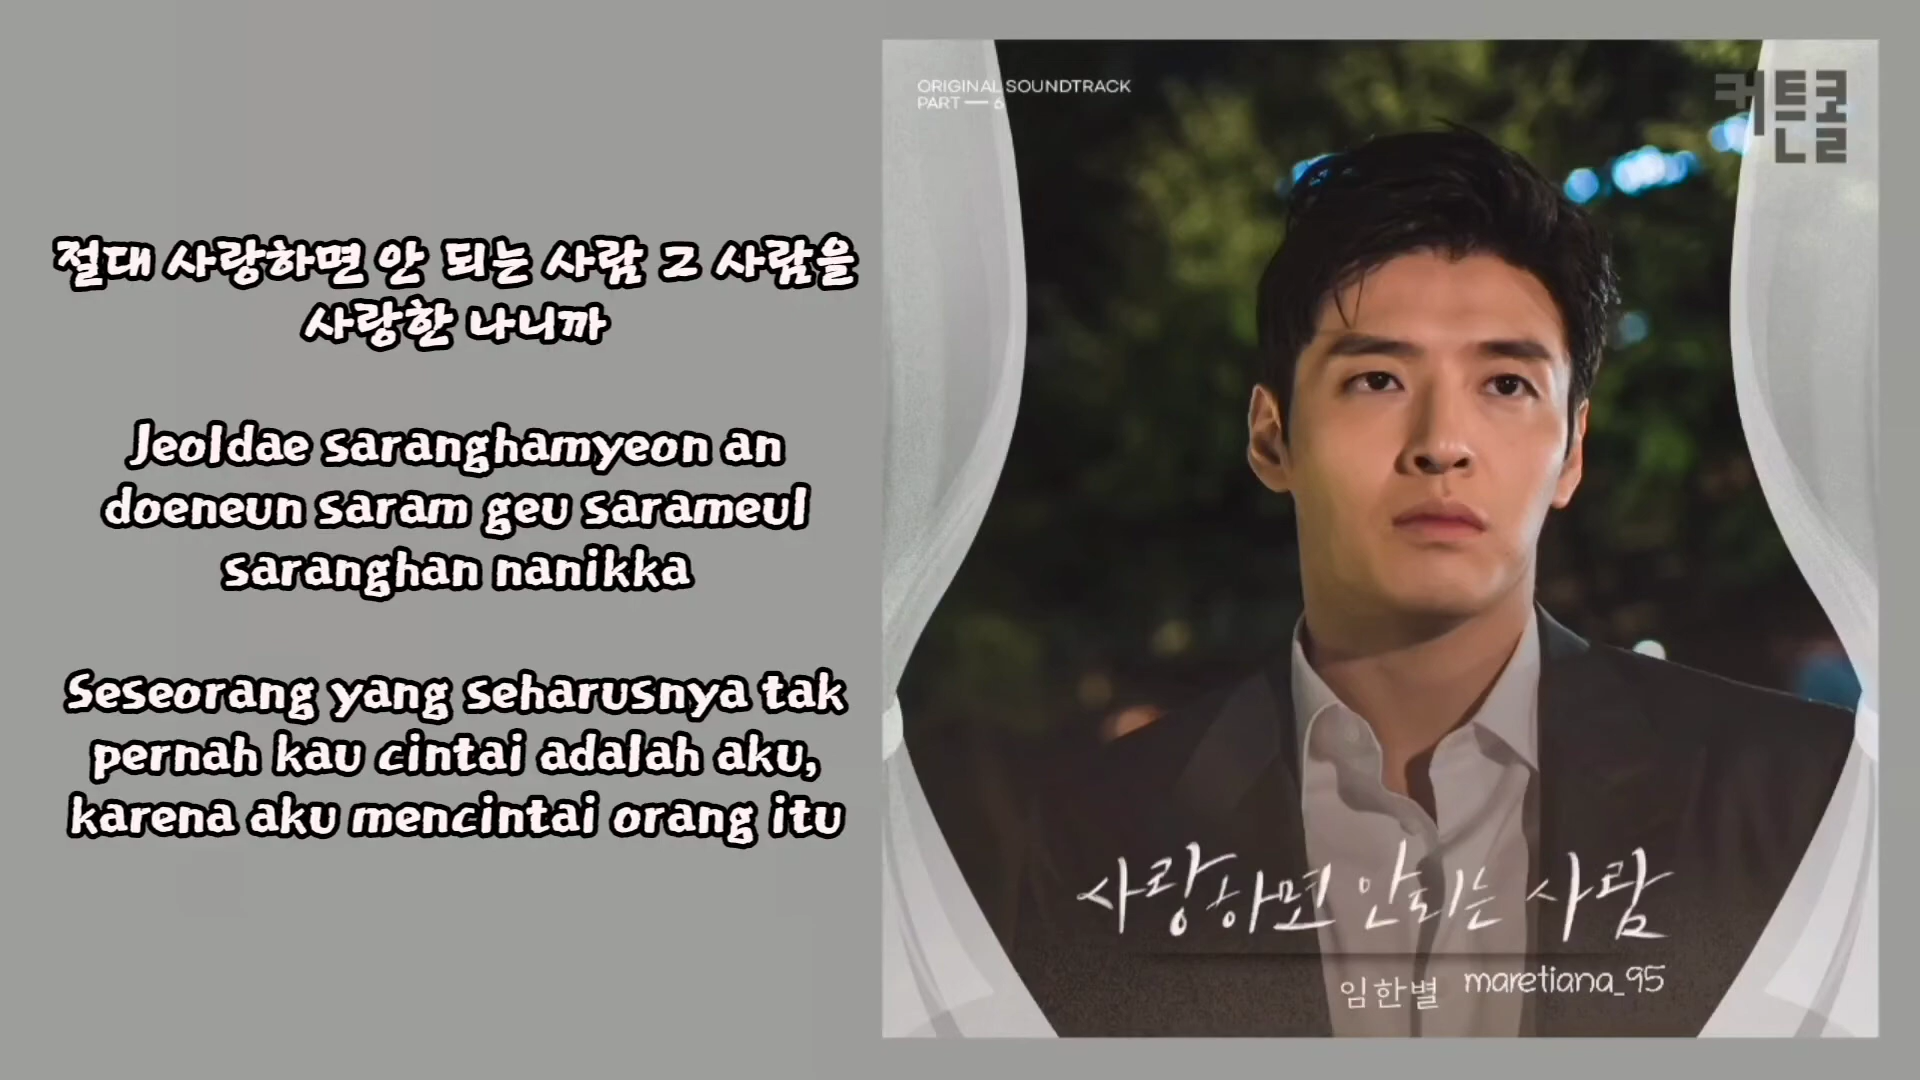 절대 사랑하면 안 되는 사람 그 사람을
사랑한 나니까
Jeoldae saranghamyeon an
doeneun saram geu sarameul
saranghan nanikka
Seseorang yang seharusnya tak
pernah kau cintai adalah aku,
karena aku mencintai orang itu
ORIGINAL SOUNDTRACK
PART — 6
커튼콜
사랑하면 안되는 사람
임한별
maretiana_95